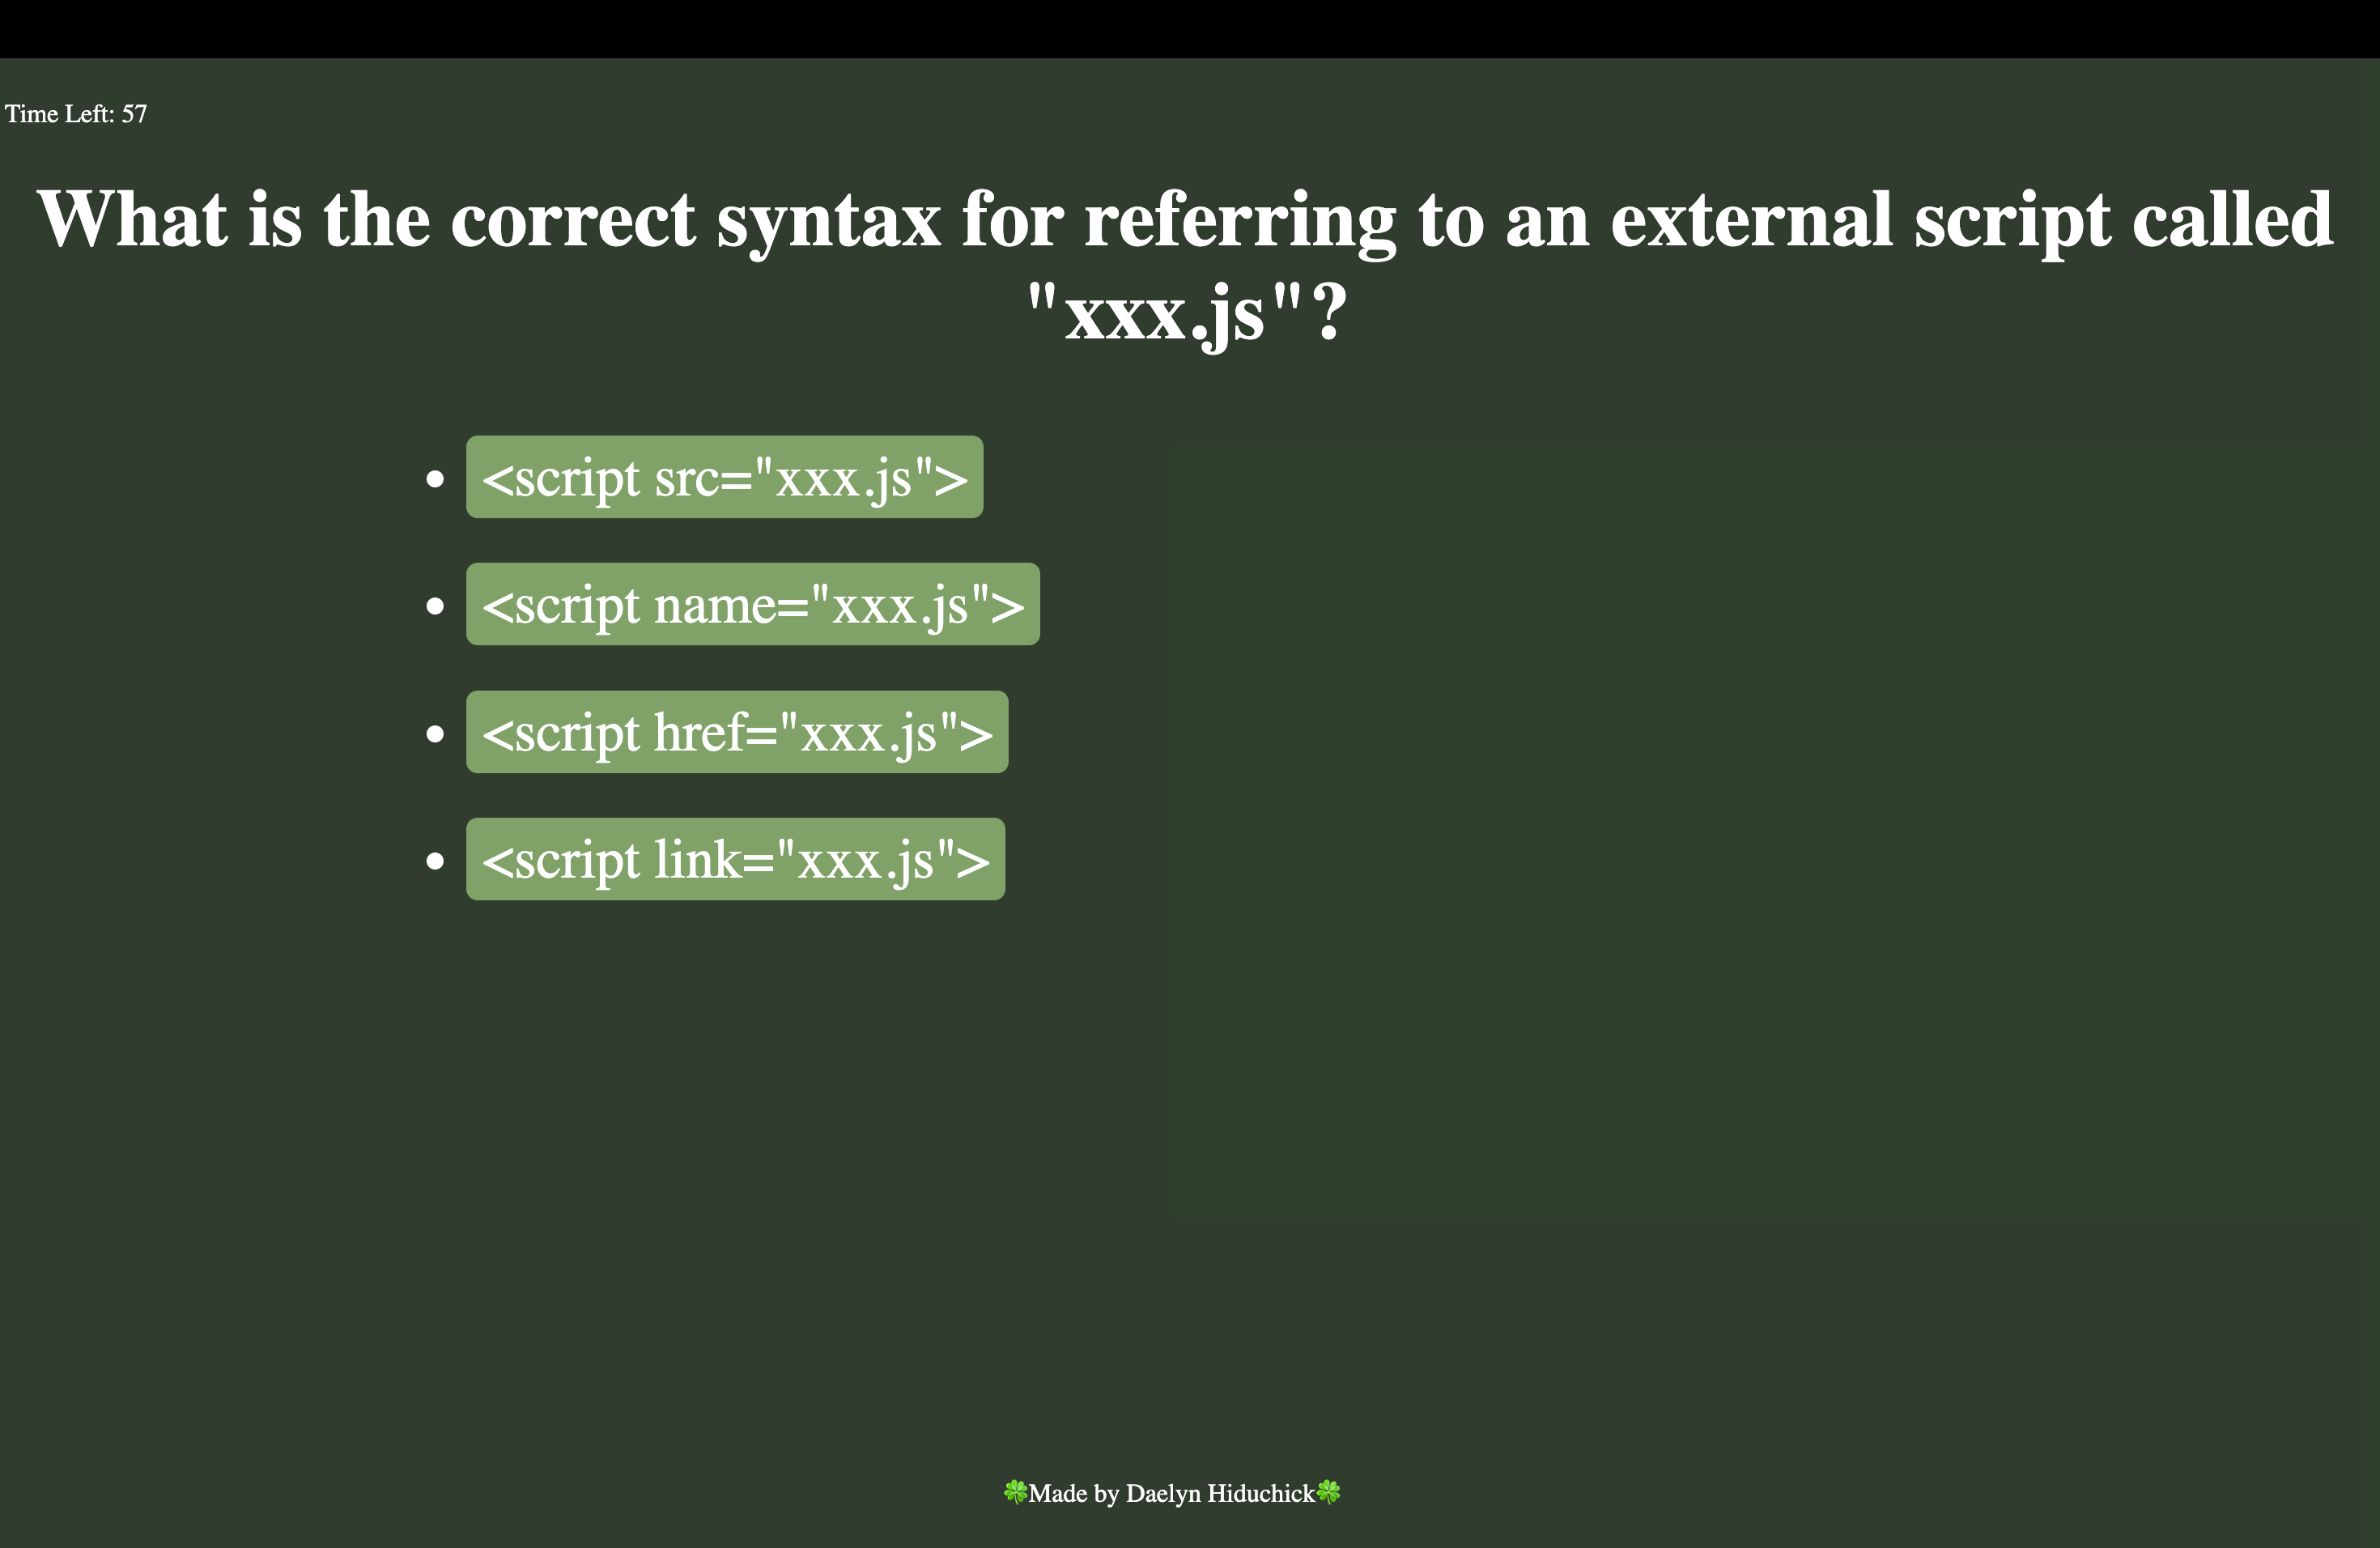 Time Left: 57
What is the correct syntax for referring to an external script called
"xxx.js"?
• <script src="xxx.js">
• <script name="xxx.js">
• <script href="xxx.js">
• <script link="xxx.js">
🍀Made by Daelyn Hiduchick🍀